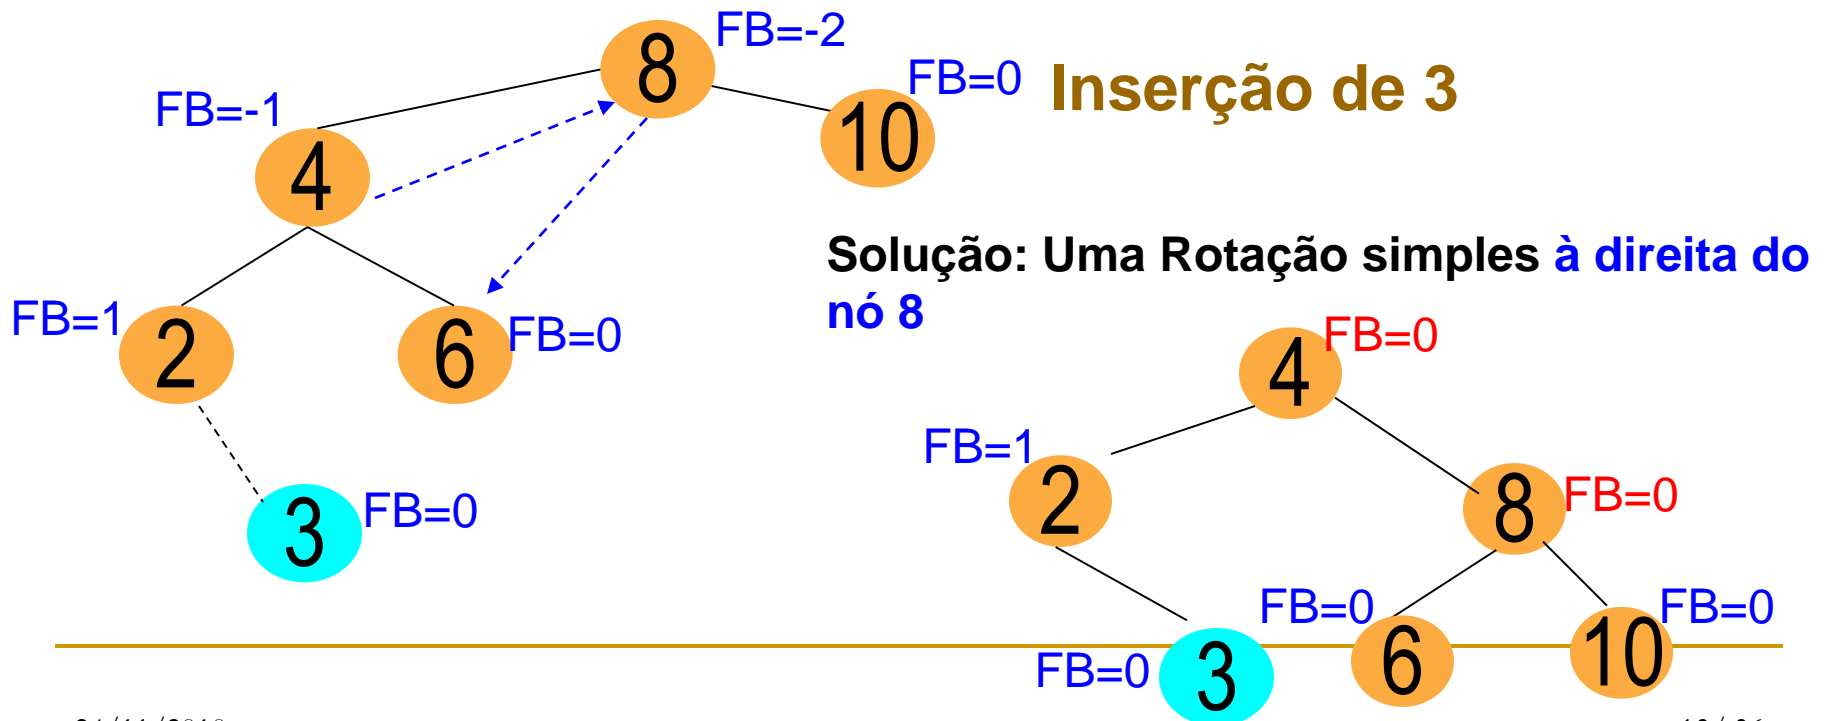 FB=-2
8
FB=0
Inserção de 3
FB=-1
10
4
Solução: Uma Rotação simples à direita do
nó 8
FB=1
2
6
FB=0
4
FB=0
FB=1
2
8
FB=0
3
FB=0
FB=0
FB=0
6
10
FB=0
3